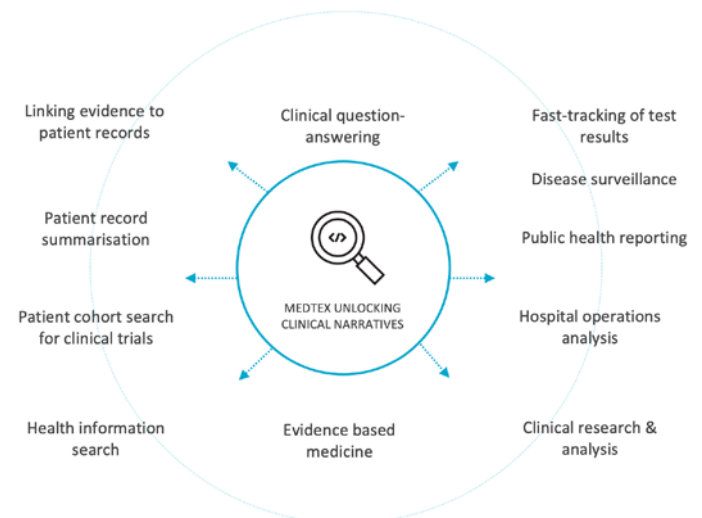 Linking evidence to
patient records
Clinical question-
answering
Fast-tracking of test
results
Disease surveillance
Patient record
summarisation
Public health reporting
</>
MEDTEX UNLOCKING
CLINICAL NARRATIVES
Patient cohort search
for clinical trials
Hospital operations
analysis
Health information
search
Evidence based
medicine
Clinical research &
analysis